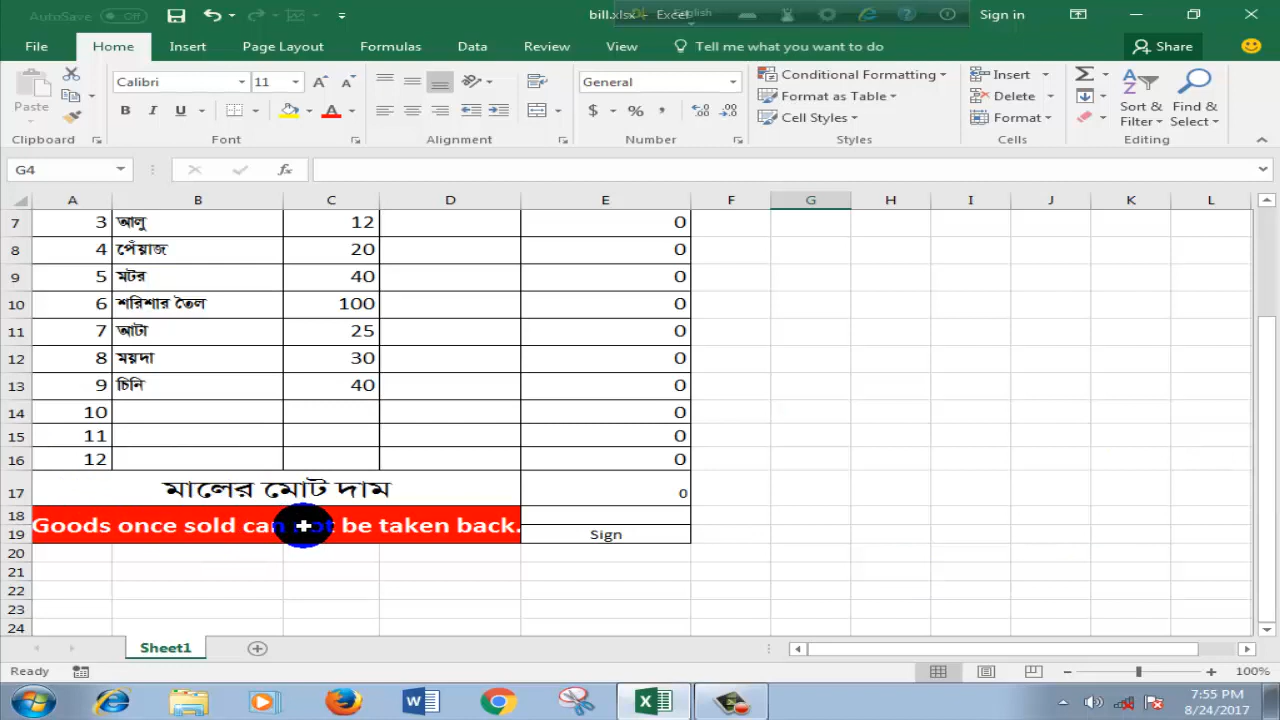 AutoSave Off bill.xlsx - Excel English Sign in
File Home Insert Page Layout Formulas Data Review View Tell me what you want to do Share
Paste Calibri 11 General Conditional Formatting Insert
B I U A $ % , Format as Table Delete Sort & Find &
Cell Styles Format Filter Select
Clipboard Font Alignment Number Styles Cells Editing
G4 fx
A B C D E F G H I J K L
7 3 আলু 12 0
8 4 পেঁয়াজ 20 0
9 5 মটর 40 0
10 6 শরিশার তৈল 100 0
11 7 আটা 25 0
12 8 ময়দা 30 0
13 9 চিনি 40 0
14 10 0
15 11 0
16 12 0
17 মালের মোট দাম 0
18 Goods once sold can not be taken back.
19 Sign
20
21
22
23
24
Sheet1
Ready 100%
7:55 PM
8/24/2017